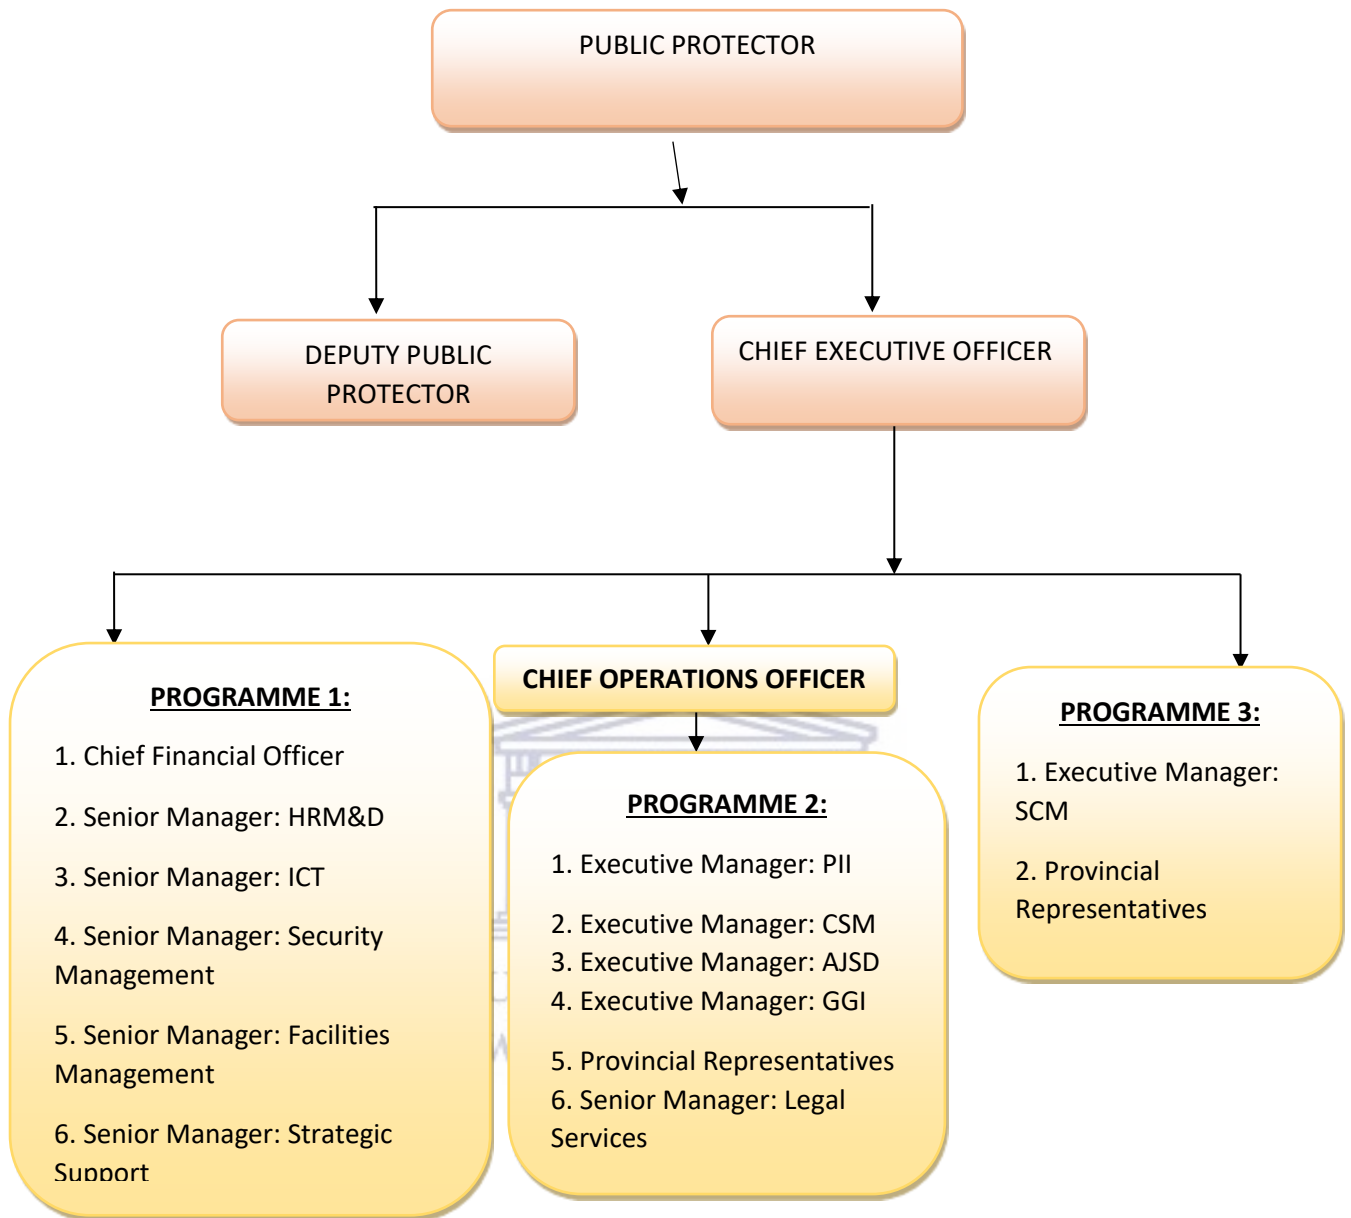 PUBLIC PROTECTOR
DEPUTY PUBLIC
PROTECTOR
CHIEF EXECUTIVE OFFICER
PROGRAMME 1:
1. Chief Financial Officer
2. Senior Manager: HRM&D
3. Senior Manager: ICT
4. Senior Manager: Security
Management
5. Senior Manager: Facilities
Management
6. Senior Manager: Strategic
Support
CHIEF OPERATIONS OFFICER
PROGRAMME 2:
1. Executive Manager: PII
2. Executive Manager: CSM
3. Executive Manager: AJSD
4. Executive Manager: GGI
5. Provincial Representatives
6. Senior Manager: Legal
Services
PROGRAMME 3:
1. Executive Manager:
SCM
2. Provincial
Representatives